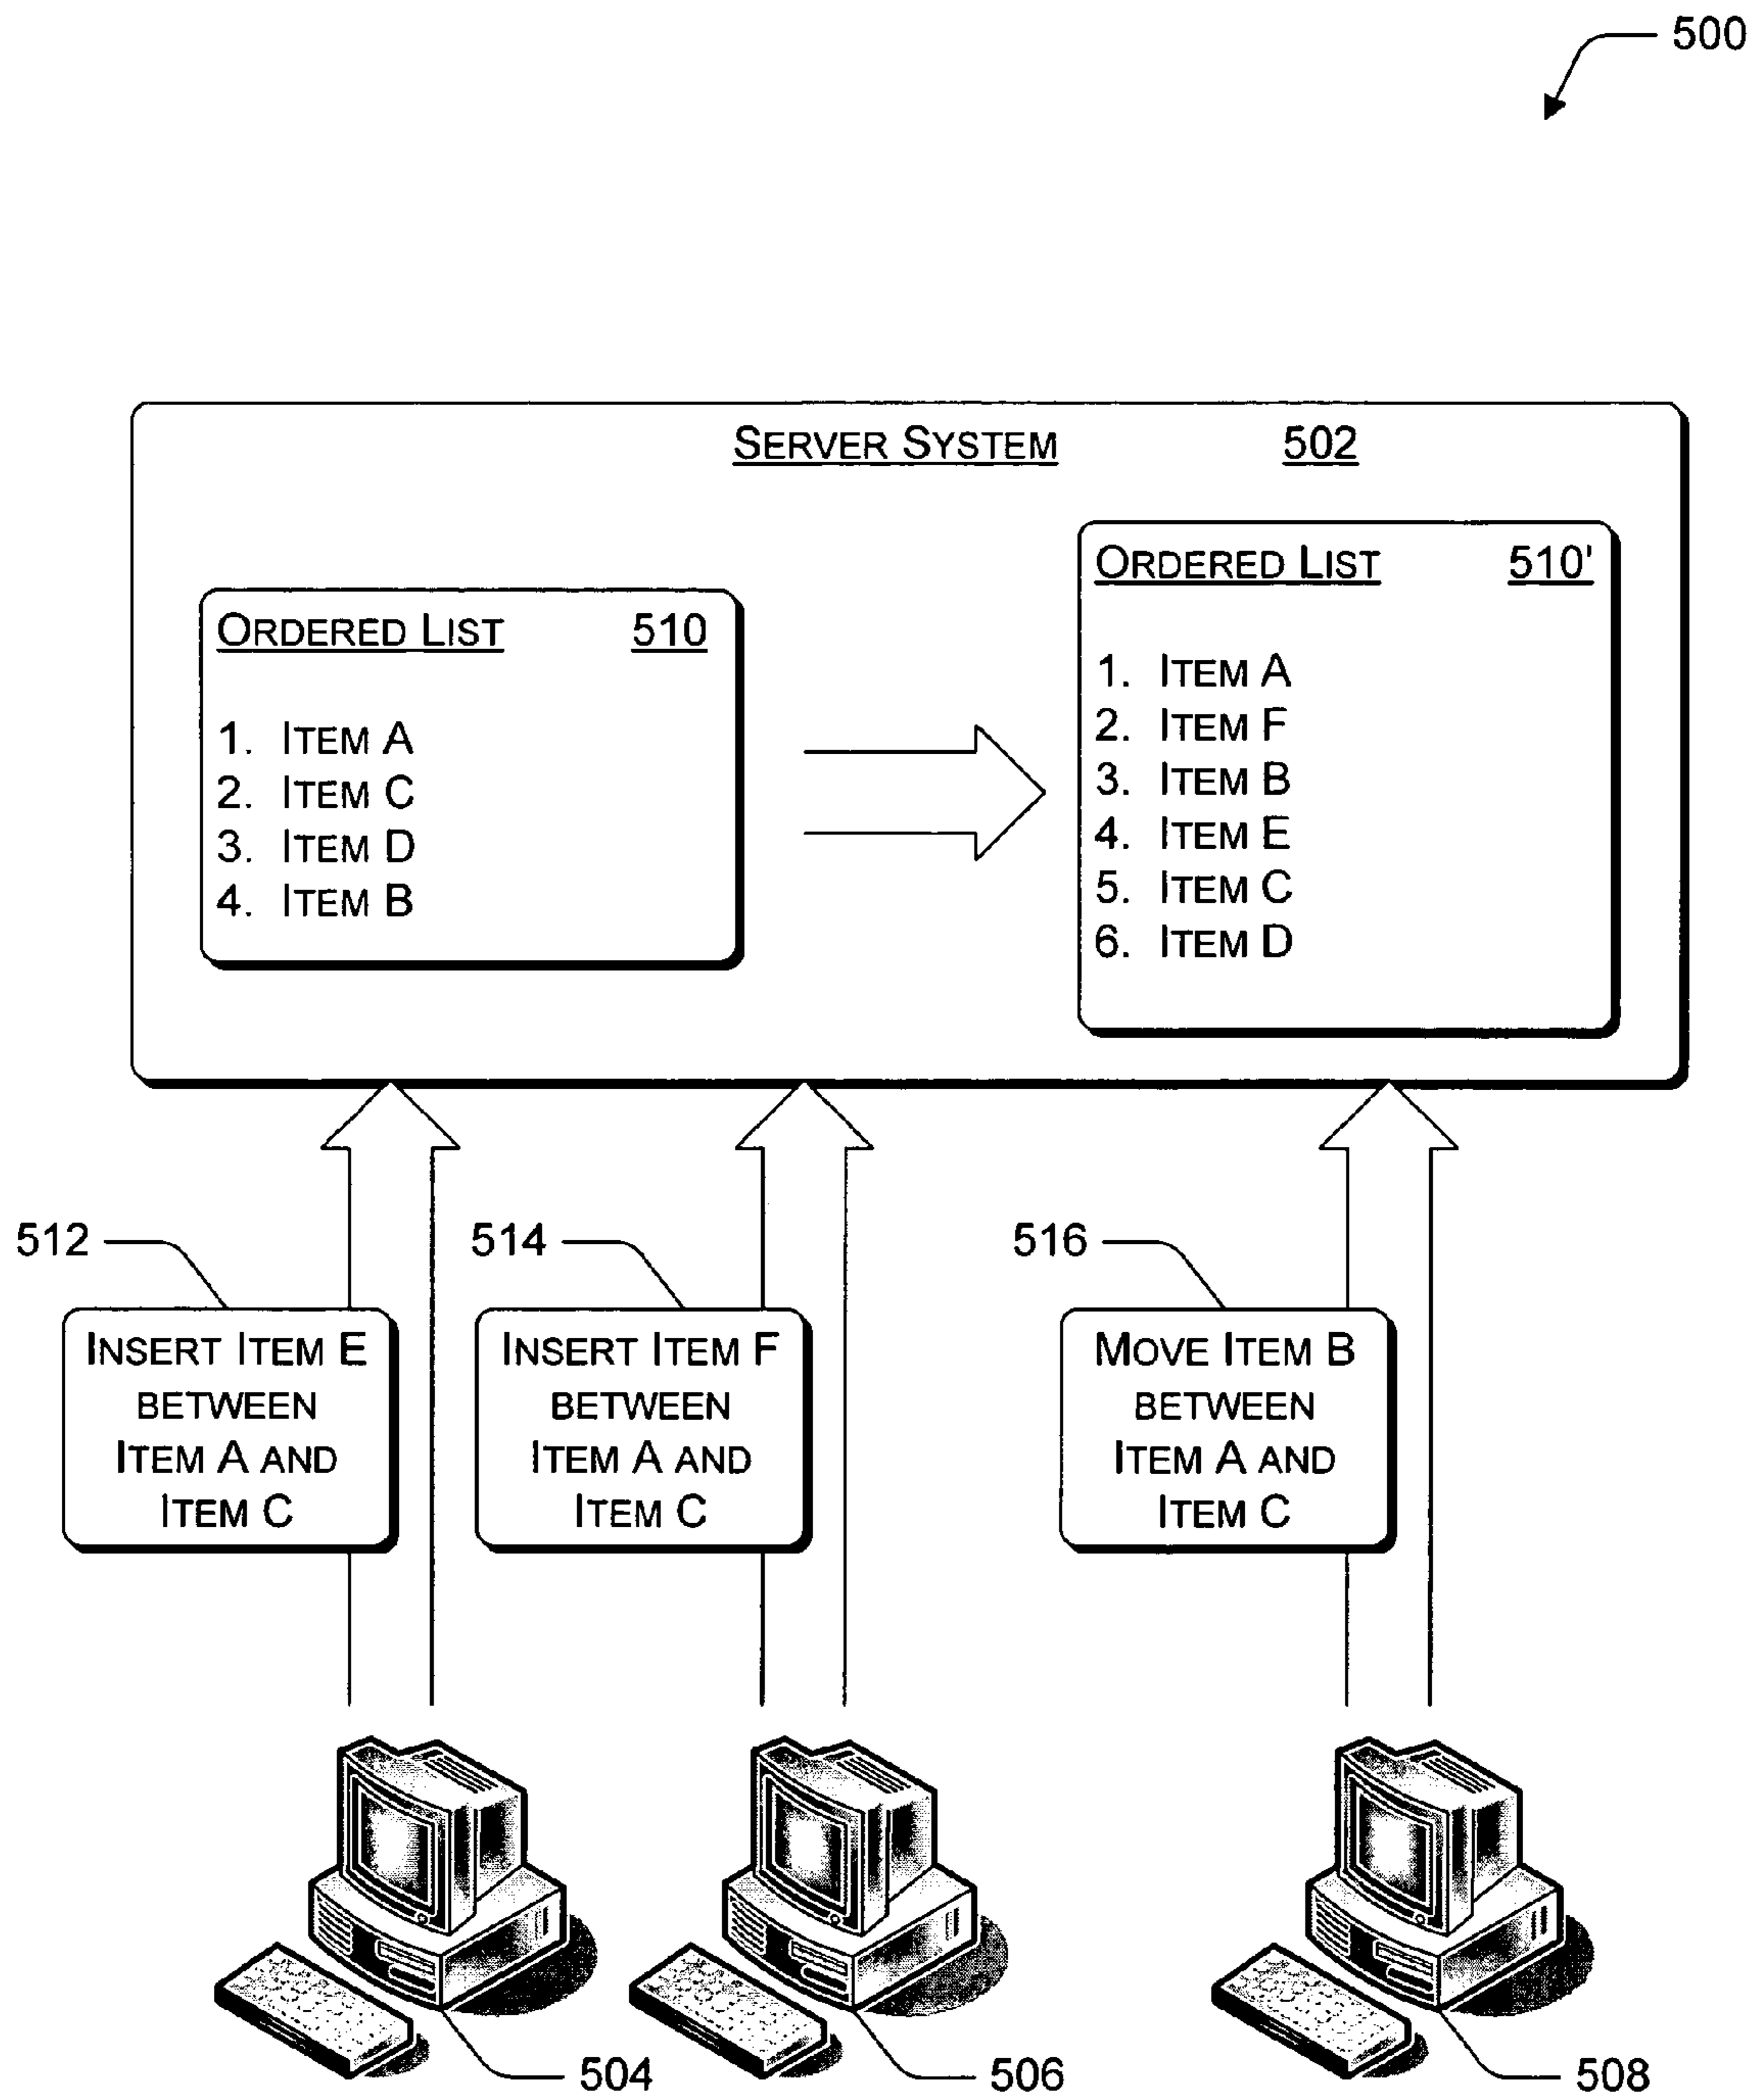 500
SERVER SYSTEM 502
ORDERED LIST 510
1. ITEM A
2. ITEM C
3. ITEM D
4. ITEM B
ORDERED LIST 510'
1. ITEM A
2. ITEM F
3. ITEM B
4. ITEM E
5. ITEM C
6. ITEM D
512
INSERT ITEM E
BETWEEN
ITEM A AND
ITEM C
514
INSERT ITEM F
BETWEEN
ITEM A AND
ITEM C
516
MOVE ITEM B
BETWEEN
ITEM A AND
ITEM C
504
506
508